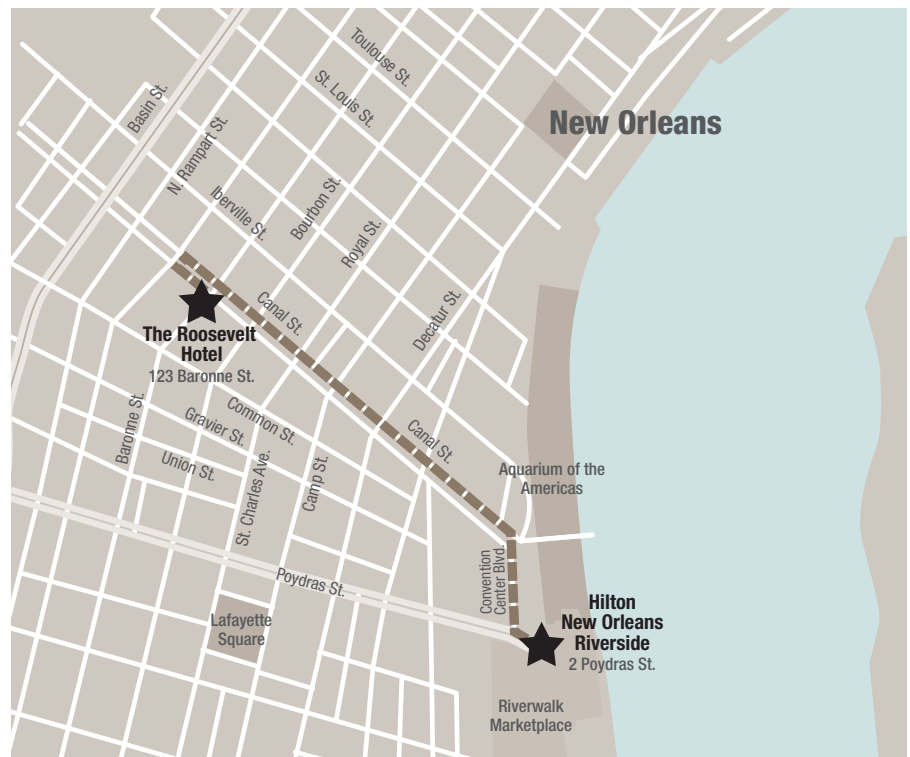 Toulouse St.
St. Louis St.
New Orleans
Basin St.
N. Rampart St.
Iberville St.
Bourbon St.
Royal St.
Canal St.
Decatur St.
The Roosevelt
Hotel
123 Baronne St.
Baronne St.
Common St.
Gravier St.
Union St.
St. Charles Ave.
Camp St.
Canal St.
Aquarium of the
Americas
Convention
Center Blvd.
Poydras St.
Lafayette
Square
Hilton
New Orleans
Riverside
2 Poydras St.
Riverwalk
Marketplace